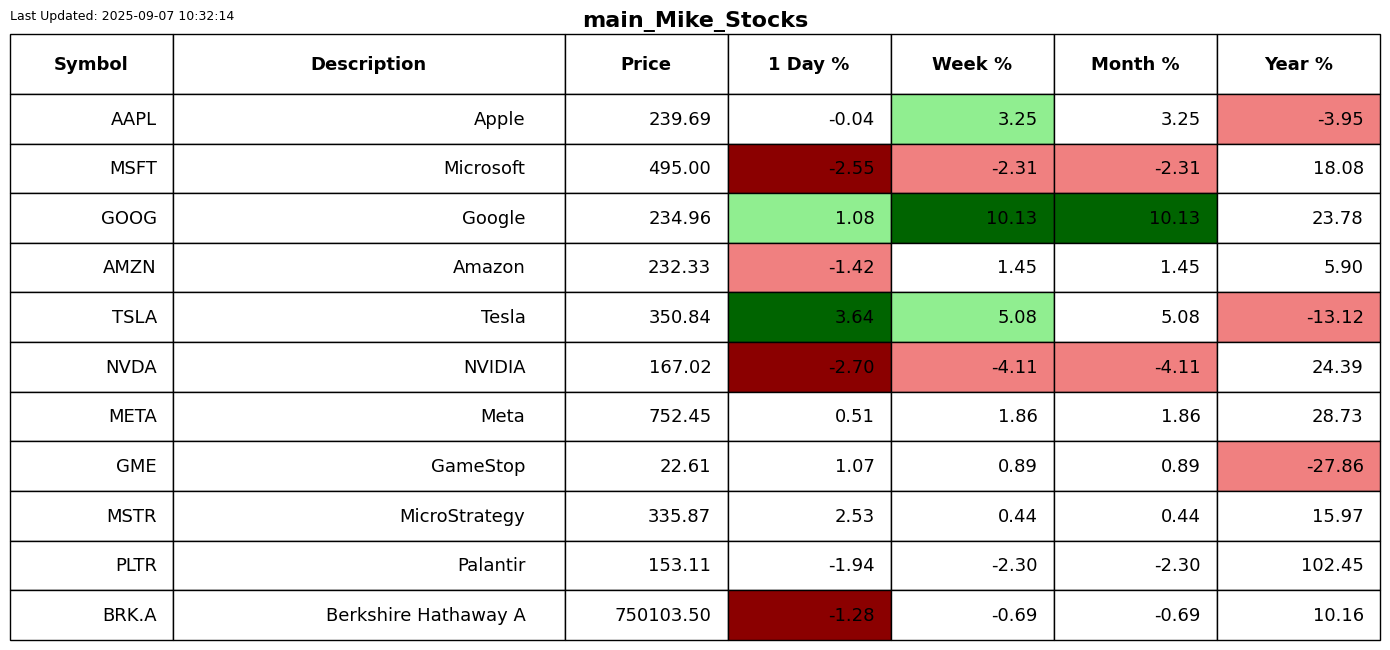 Last Updated: 2025-09-07 10:32:14
main_Mike_Stocks
Symbol Description Price 1 Day % Week % Month % Year %
AAPL Apple 239.69 -0.04 3.25 3.25 -3.95
MSFT Microsoft 495.00 -2.55 -2.31 -2.31 18.08
GOOG Google 234.96 1.08 10.13 10.13 23.78
AMZN Amazon 232.33 -1.42 1.45 1.45 5.90
TSLA Tesla 350.84 3.64 5.08 5.08 -13.12
NVDA NVIDIA 167.02 -2.70 -4.11 -4.11 24.39
META Meta 752.45 0.51 1.86 1.86 28.73
GME GameStop 22.61 1.07 0.89 0.89 -27.86
MSTR MicroStrategy 335.87 2.53 0.44 0.44 15.97
PLTR Palantir 153.11 -1.94 -2.30 -2.30 102.45
BRK.A Berkshire Hathaway A 750103.50 -1.28 -0.69 -0.69 10.16